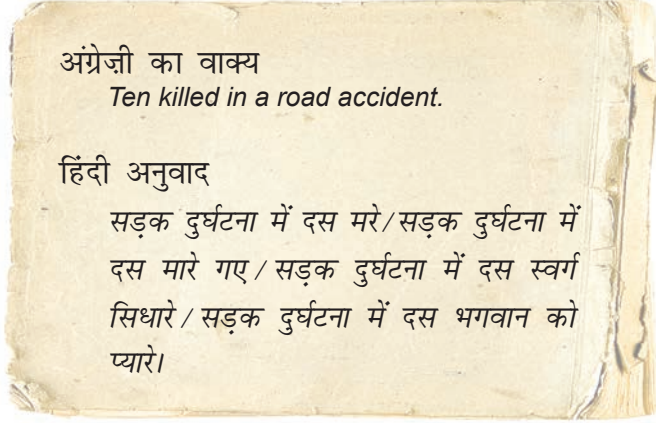 अंग्रेज़ी का वाक्य
Ten killed in a road accident.
हिंदी अनुवाद
सड़क दुर्घटना में दस मरे/सड़क दुर्घटना में
दस मारे गए / सड़क दुर्घटना में दस स्वर्ग
सिधारे / सड़क दुर्घटना में दस भगवान को
प्यारे।